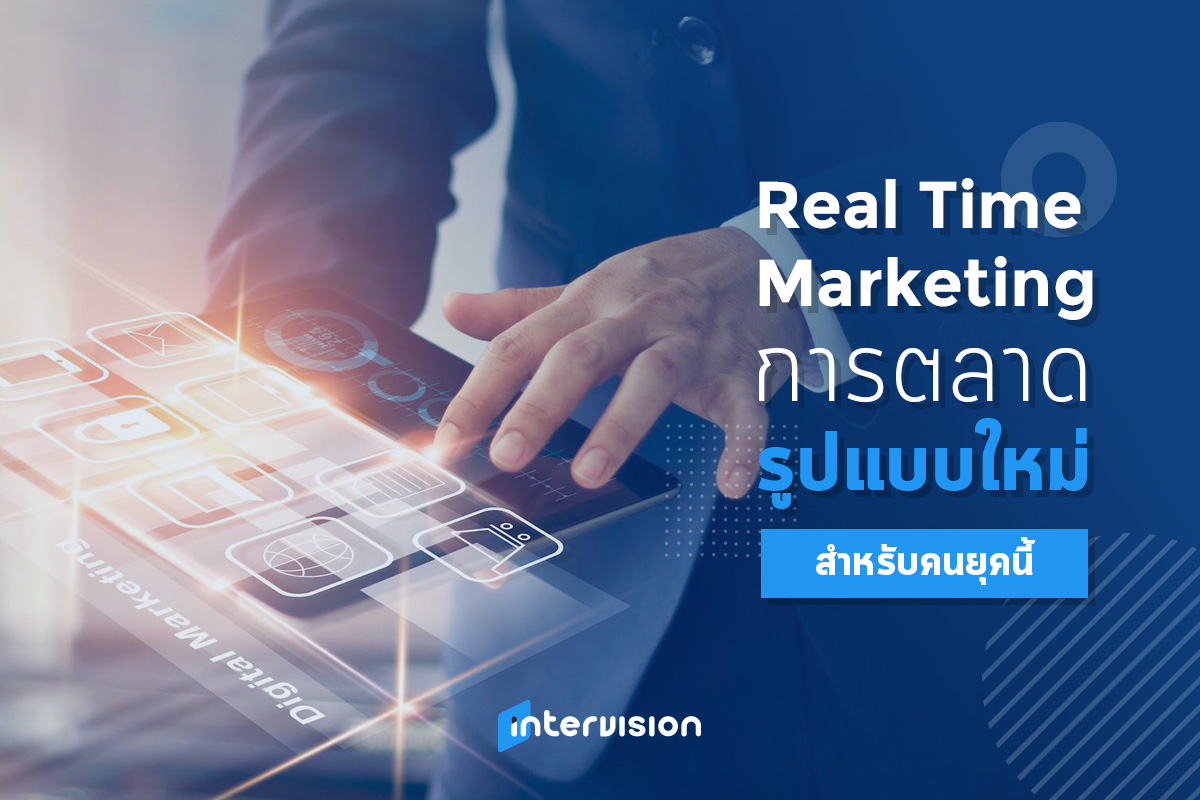 Real Time
Marketing
การตลาด
รูปแบบใหม่
สำหรับคนยุคนี้
Digital Marketing
intervision